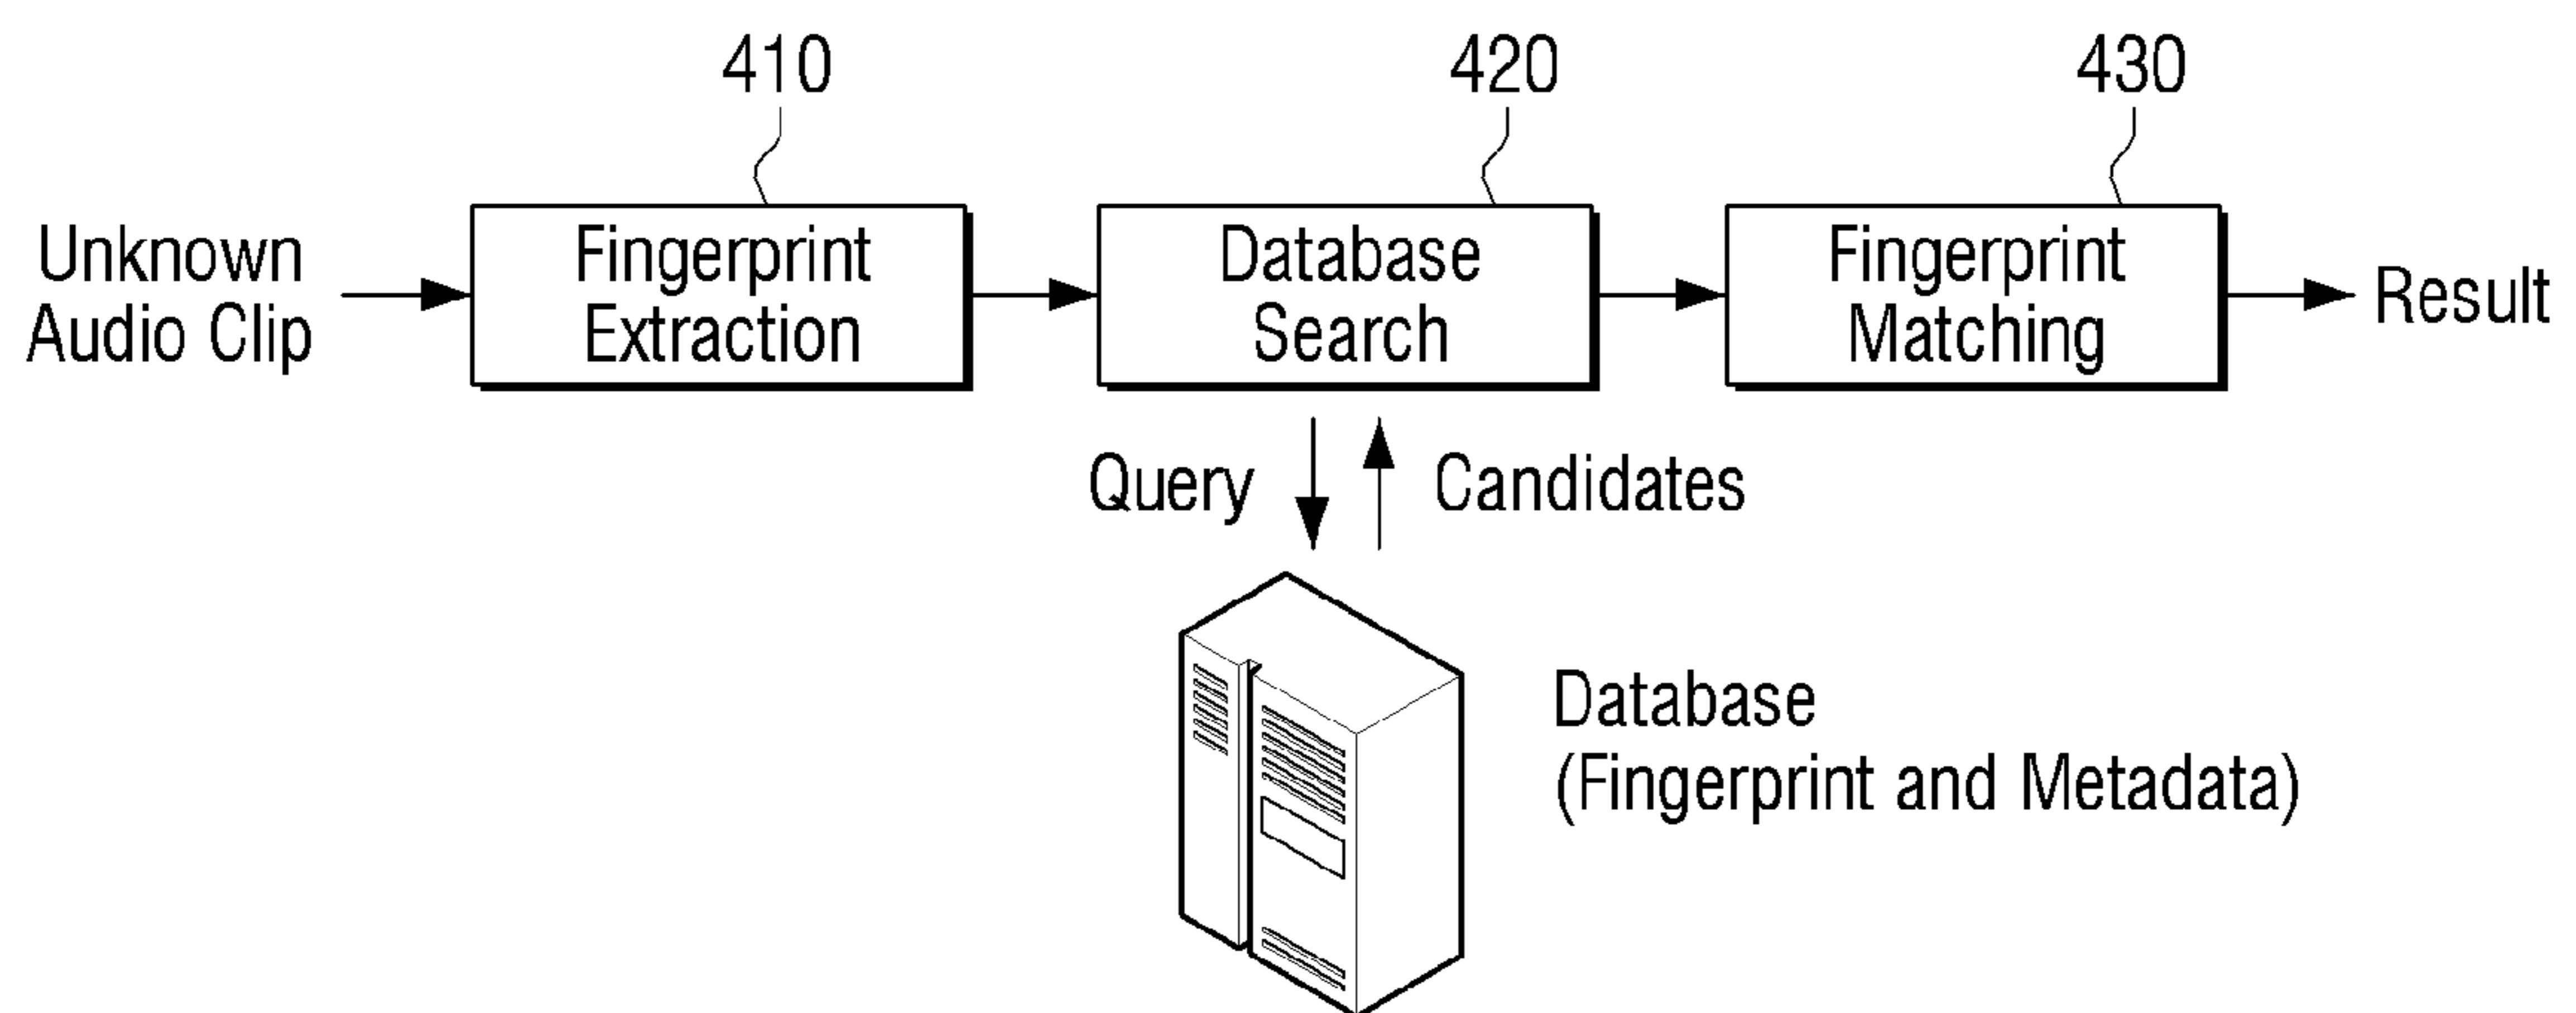 410
420
430
Unknown
Audio Clip
Fingerprint
Extraction
Database
Search
Fingerprint
Matching
Result
Query
Candidates
Database
(Fingerprint and Metadata)